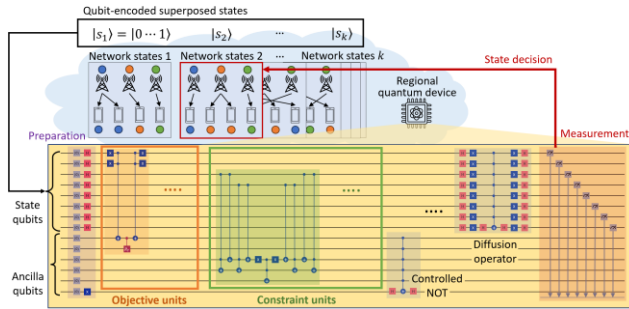 Qubit-encoded superposed states
|s₁⟩ = |0 ··· 1⟩ |s₂⟩ ··· |sₖ⟩
State decision
Network states 1 Network states 2 ··· Network states k
Regional
quantum device
Preparation
Measurement
State
qubits
Ancilla
qubits
····
····
····
Diffusion
operator
Controlled
NOT
Objective units
Constraint units